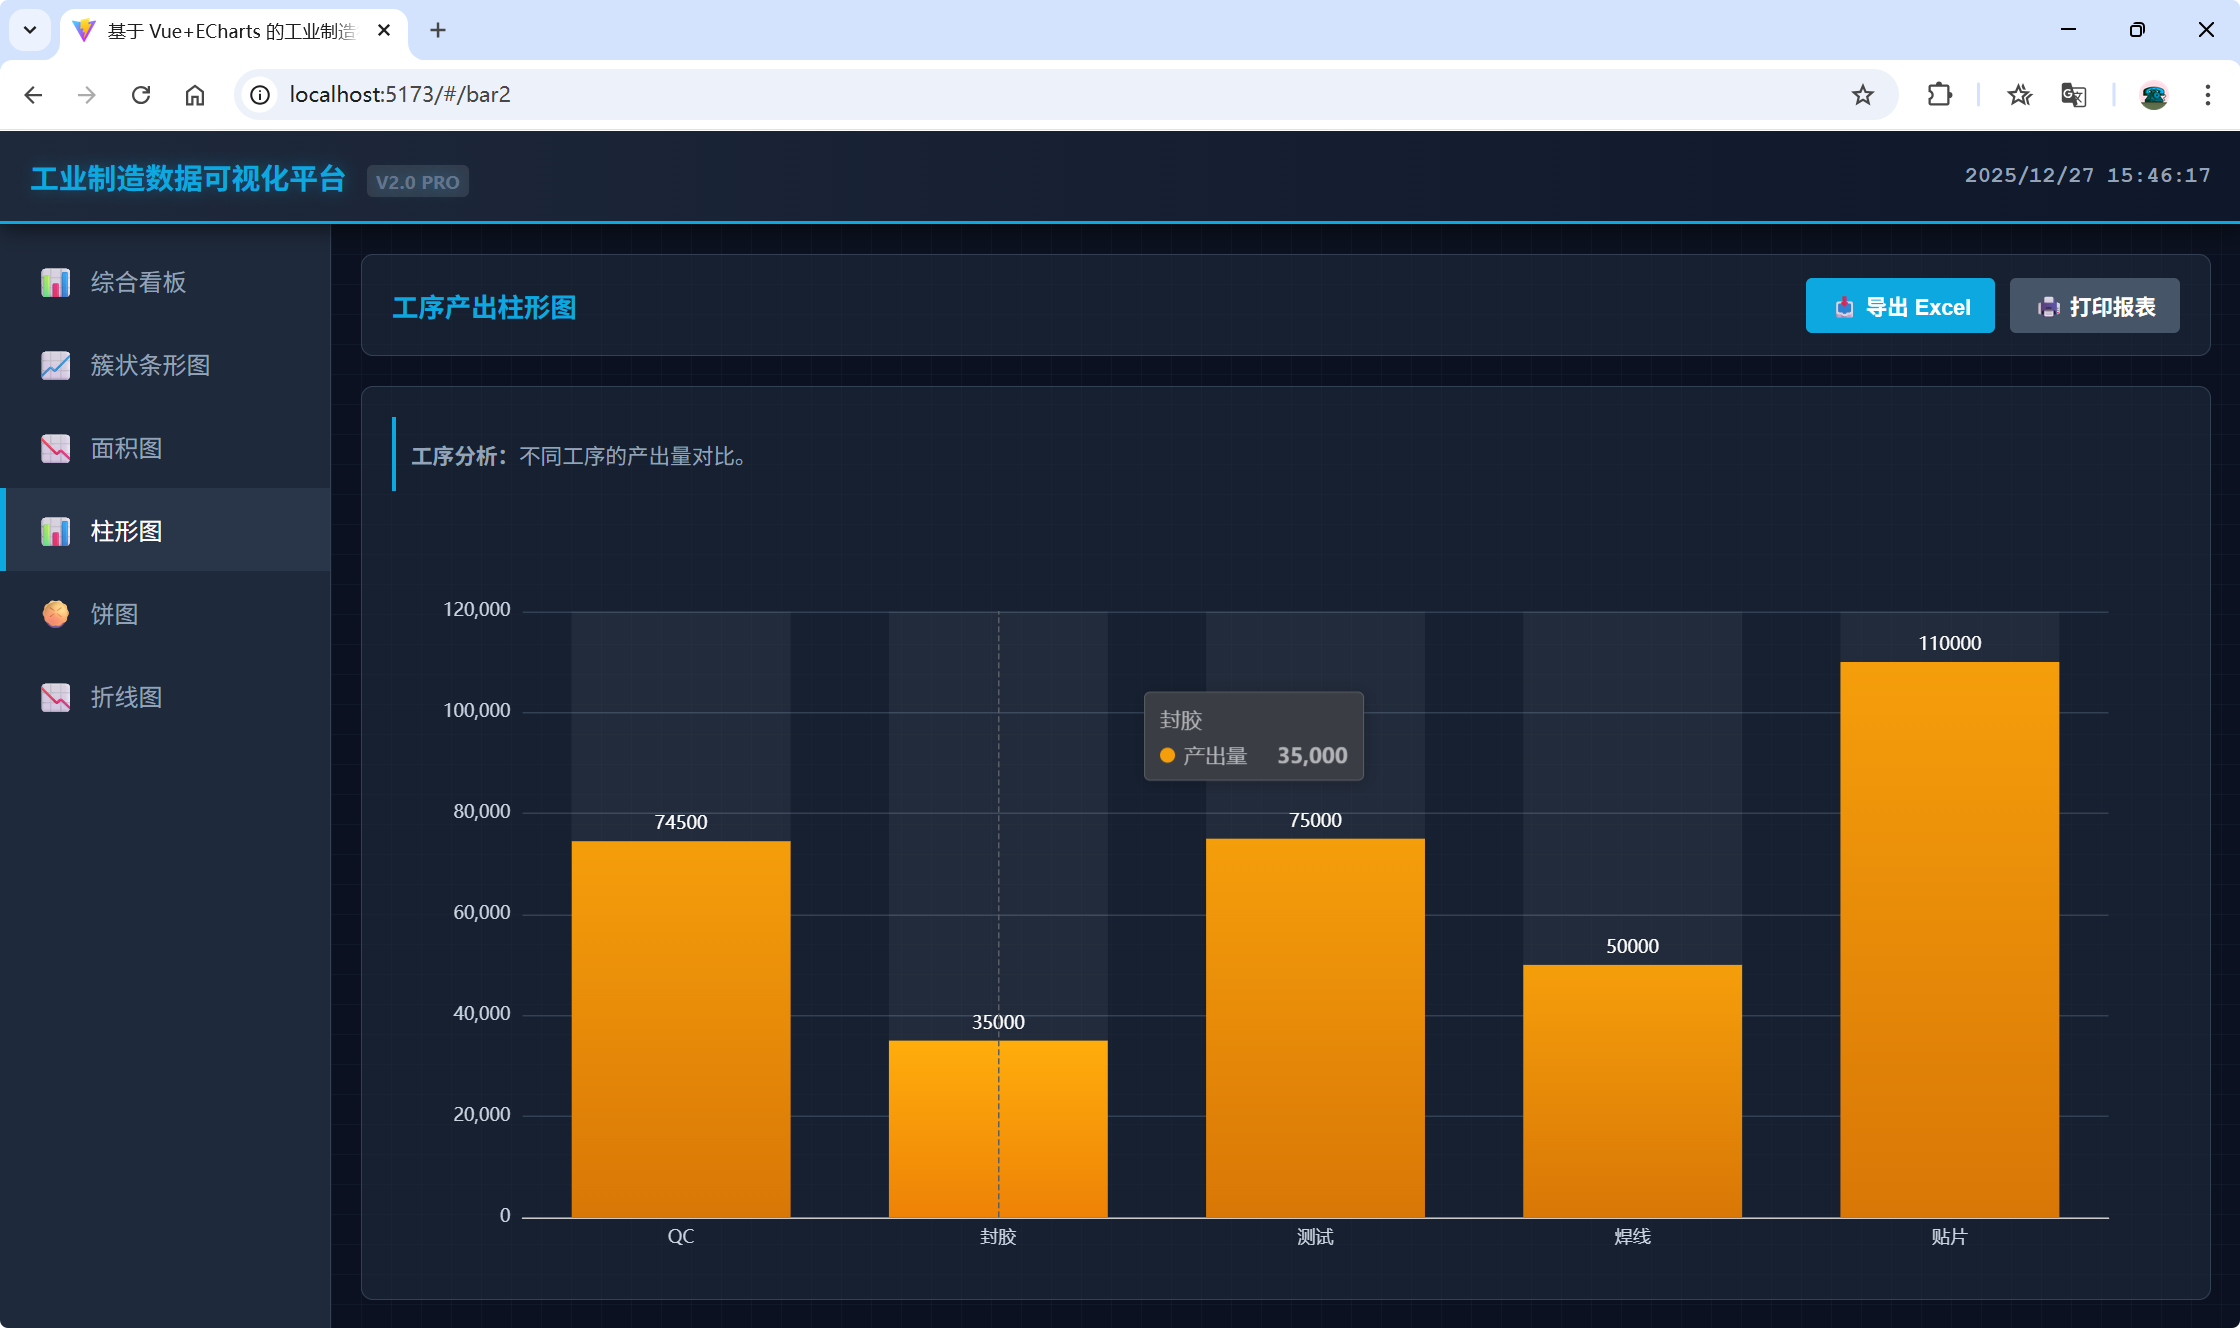 基于 Vue+ECharts 的工业制造
localhost:5173/#/bar2
工业制造数据可视化平台 V2.0 PRO
2025/12/27 15:46:17
综合看板
簇状条形图
面积图
柱形图
饼图
折线图
工序产出柱形图
导出 Excel
打印报表
工序分析：不同工序的产出量对比。
120,000
100,000
80,000
60,000
40,000
20,000
0
74500
35000
75000
50000
110000
封胶
产出量 35,000
QC
封胶
测试
焊线
贴片